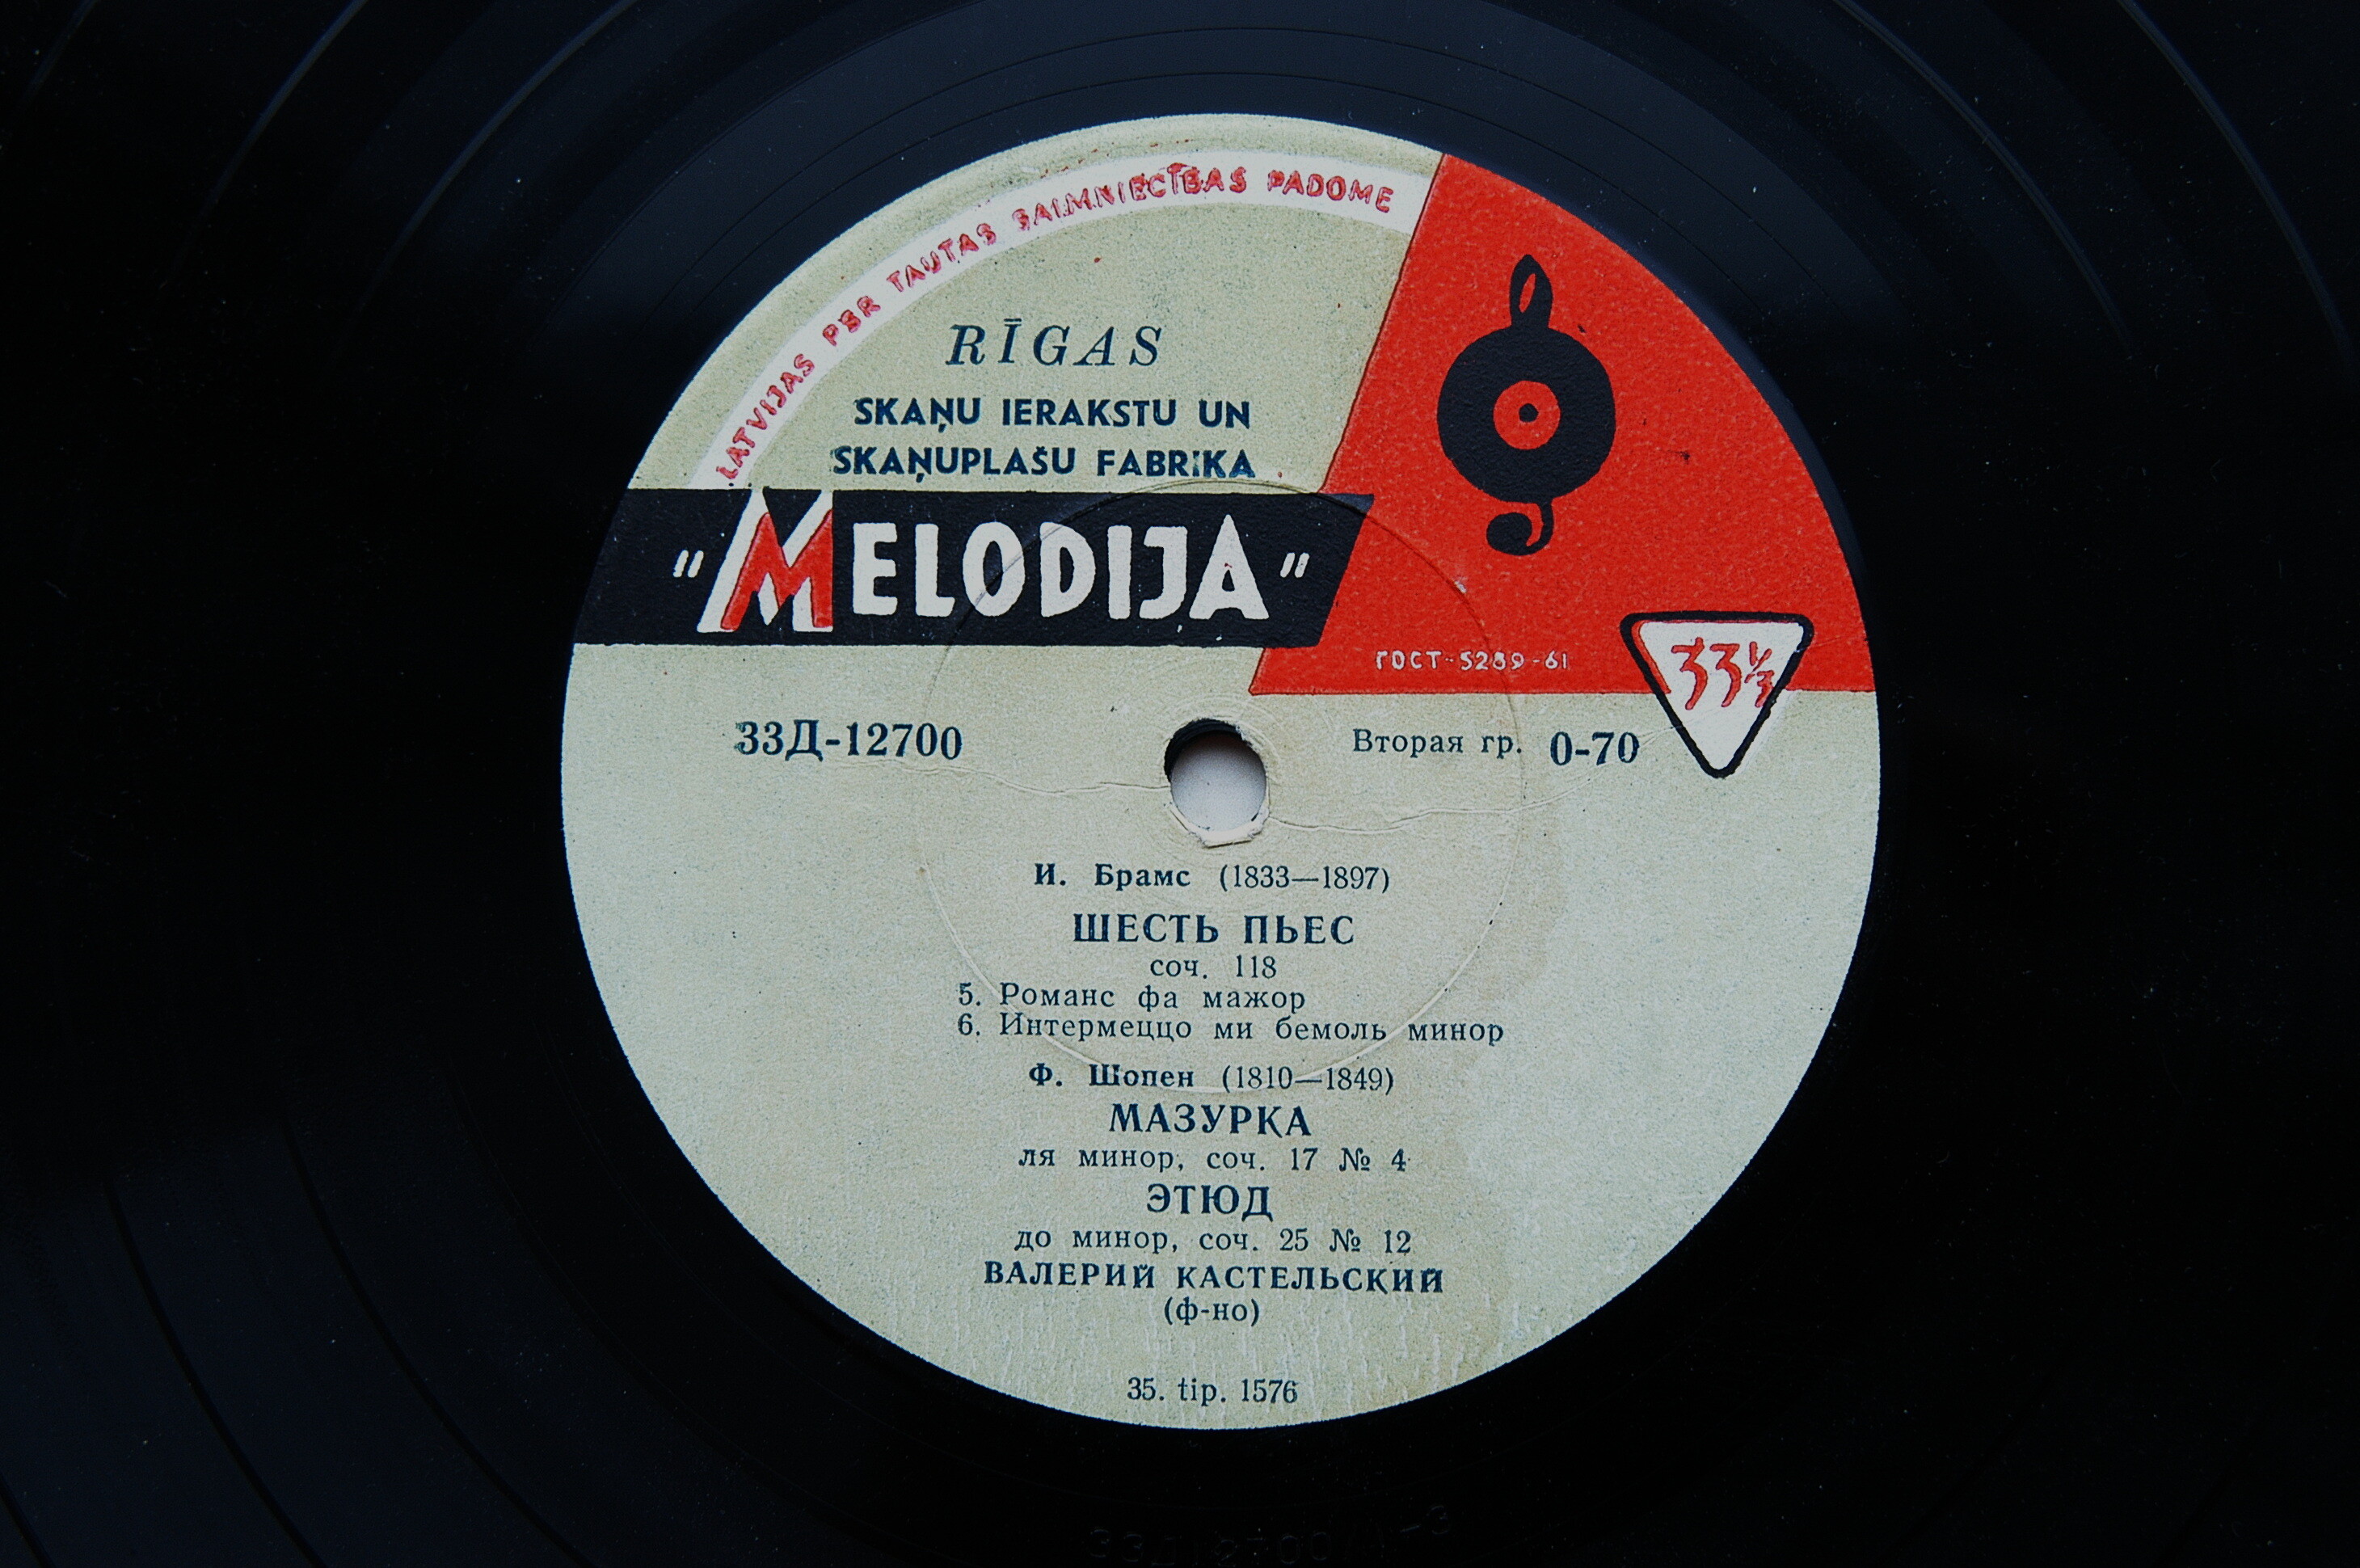 LATVIJAS PSR TAUTAS SAIMNIECĪBAS PADOME
RĪGAS
SKAŅU IERAKSTU UN
SKAŅUPLAŠU FABRIKA
"MELODIJA"
ГОСТ-5289-61
33⅓
33Д-12700
Вторая гр. 0-70
И. Брамс (1833—1897)
ШЕСТЬ ПЬЕС
соч. 118
5. Романс фа мажор
6. Интермеццо ми бемоль минор
Ф. Шопен (1810—1849)
МАЗУРКА
ля минор, соч. 17 № 4
ЭТЮД
до минор, соч. 25 № 12
ВАЛЕРИЙ КАСТЕЛЬСКИЙ
(ф-но)
35. tip. 1576